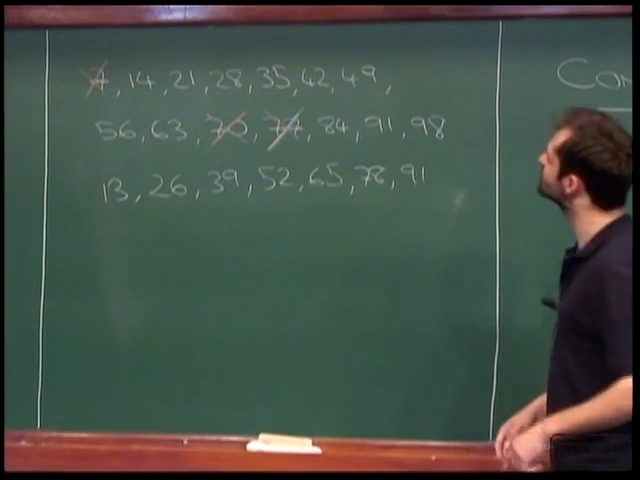 7, 14, 21, 28, 35, 42, 49,
56, 63, 70, 77, 84, 91, 98
13, 26, 39, 52, 65, 78, 91
Con